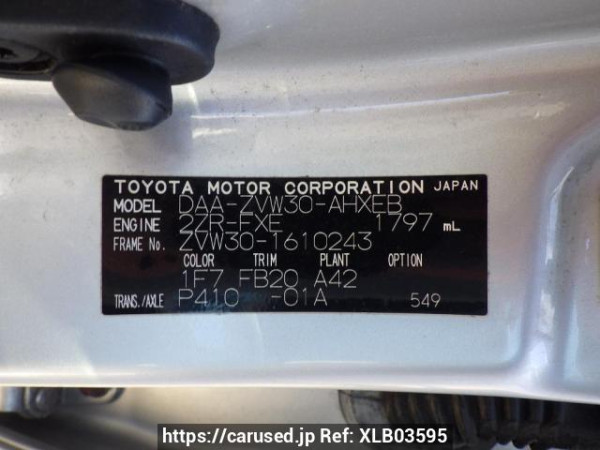 TOYOTA MOTOR CORPORATION JAPAN
MODEL DAA-ZVW30-AHXEB
ENGINE 2ZR-FXE 1797 mL
FRAME No. ZVW30-1610243
COLOR TRIM PLANT OPTION
1F7 FB20 A42
TRANS./AXLE P410 -01A 549
https://carused.jp Ref: XLB03595